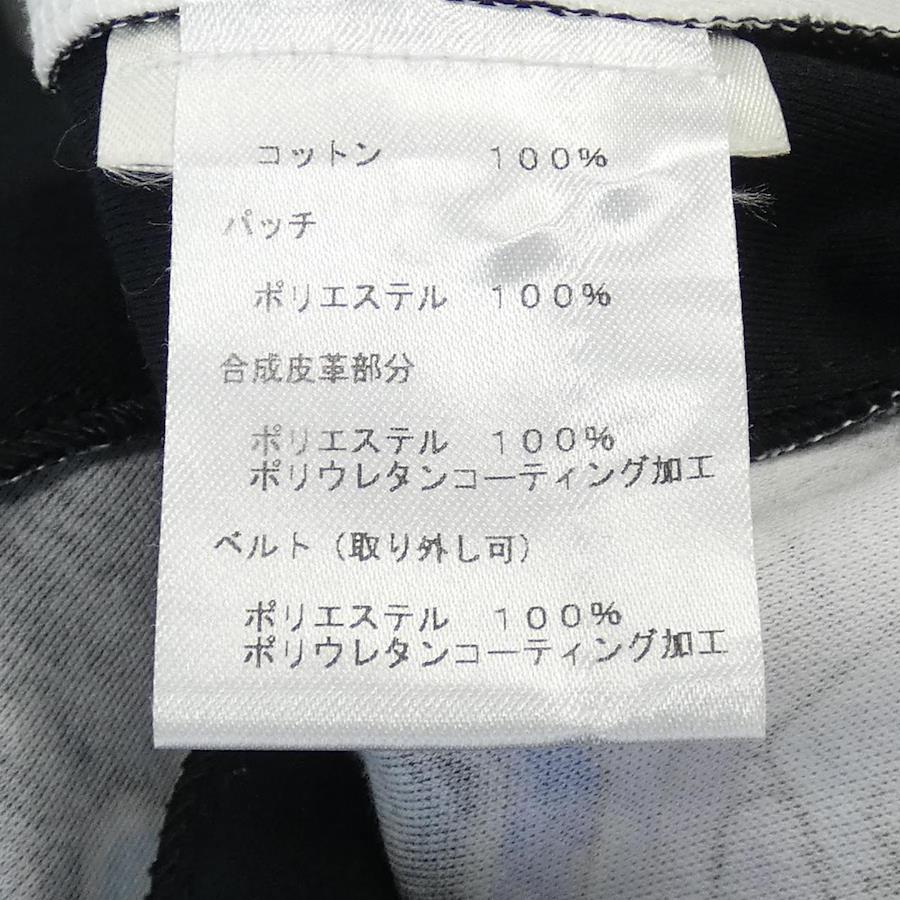 コットン　１００％
パッチ
ポリエステル　１００％
合成皮革部分
ポリエステル　１００％
ポリウレタンコーティング加工
ベルト（取り外し可）
ポリエステル　１００％
ポリウレタンコーティング加工